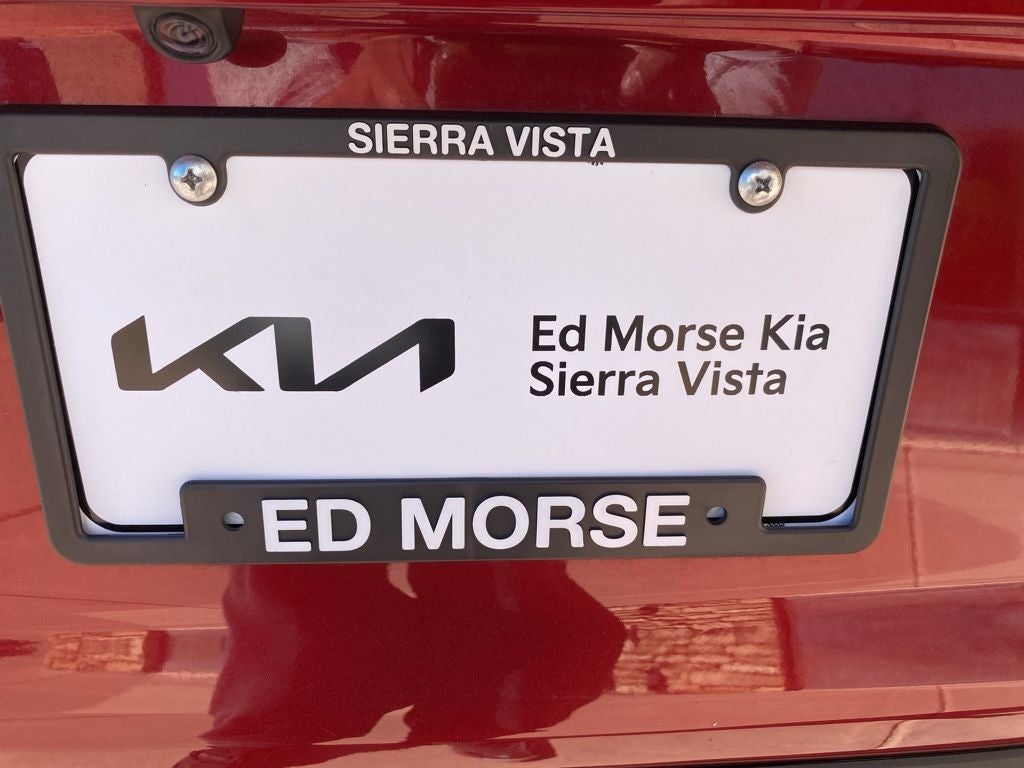 SIERRA VISTA
KIA
Ed Morse Kia
Sierra Vista
ED MORSE